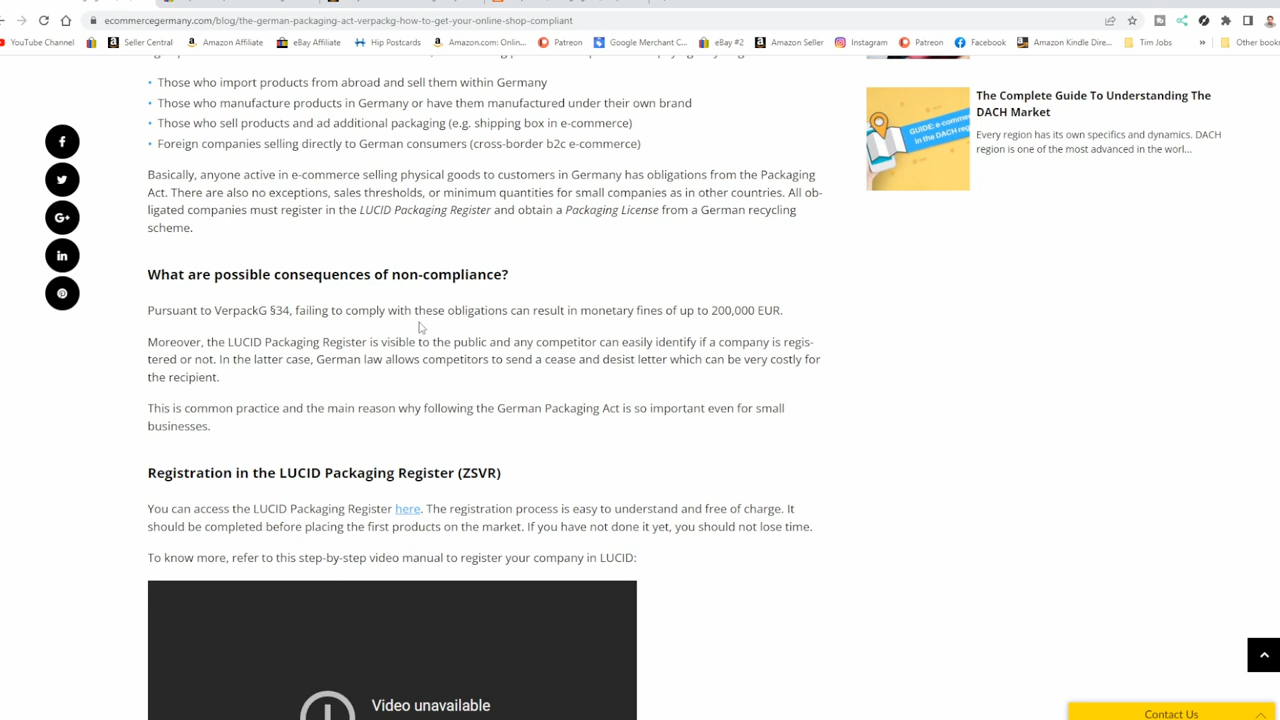 ecommercegermany.com/blog/the-german-packaging-act-verpackg-how-to-get-your-online-shop-compliant
YouTube Channel
Seller Central
Amazon Affiliate
eBay Affiliate
Hip Postcards
Amazon.com: Onlin...
Patreon
Google Merchant C...
eBay #2
Amazon Seller
Instagram
Patreon
Facebook
Amazon Kindle Dire...
Tim Jobs
»
Other book
• Those who import products from abroad and sell them within Germany
• Those who manufacture products in Germany or have them manufactured under their own brand
• Those who sell products and ad additional packaging (e.g. shipping box in e-commerce)
• Foreign companies selling directly to German consumers (cross-border b2c e-commerce)
Basically, anyone active in e-commerce selling physical goods to customers in Germany has obligations from the Packaging
Act. There are also no exceptions, sales thresholds, or minimum quantities for small companies as in other countries. All ob-
ligated companies must register in the LUCID Packaging Register and obtain a Packaging License from a German recycling
scheme.
What are possible consequences of non-compliance?
Pursuant to VerpackG §34, failing to comply with these obligations can result in monetary fines of up to 200,000 EUR.
Moreover, the LUCID Packaging Register is visible to the public and any competitor can easily identify if a company is regis-
tered or not. In the latter case, German law allows competitors to send a cease and desist letter which can be very costly for
the recipient.
This is common practice and the main reason why following the German Packaging Act is so important even for small
businesses.
Registration in the LUCID Packaging Register (ZSVR)
You can access the LUCID Packaging Register here. The registration process is easy to understand and free of charge. It
should be completed before placing the first products on the market. If you have not done it yet, you should not lose time.
To know more, refer to this step-by-step video manual to register your company in LUCID:
Video unavailable
GUIDE: e-comme
in the DACH reg
The Complete Guide To Understanding The
DACH Market
Every region has its own specifics and dynamics. DACH
region is one of the most advanced in the worl...
Contact Us